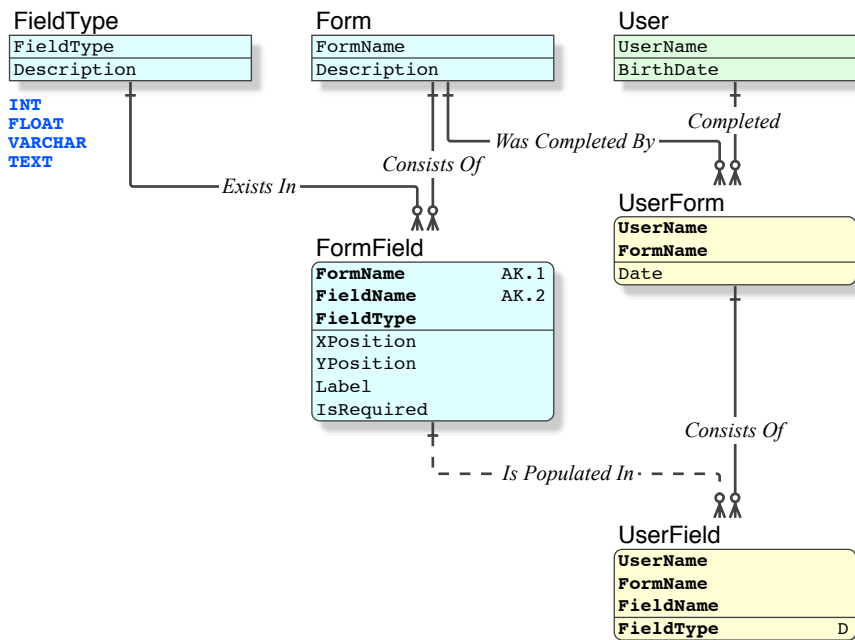 FieldType
FieldType
Description
INT
FLOAT
VARCHAR
TEXT
Form
FormName
Description
User
UserName
BirthDate
Completed
Was Completed By
Consists Of
Exists In
UserForm
UserName
FormName
Date
FormField
FormName AK.1
FieldName AK.2
FieldType
XPosition
YPosition
Label
IsRequired
Consists Of
Is Populated In
UserField
UserName
FormName
FieldName
FieldType D